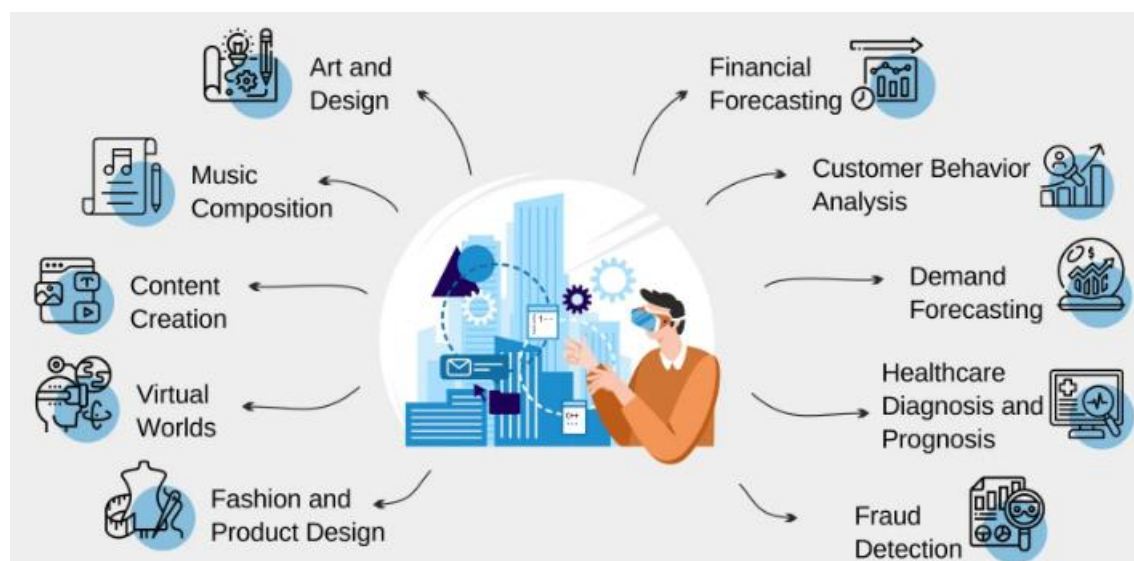 Art and
Design
Music
Composition
Content
Creation
Virtual
Worlds
Fashion and
Product Design
Financial
Forecasting
Customer Behavior
Analysis
Demand
Forecasting
Healthcare
Diagnosis and
Prognosis
Fraud
Detection
C++